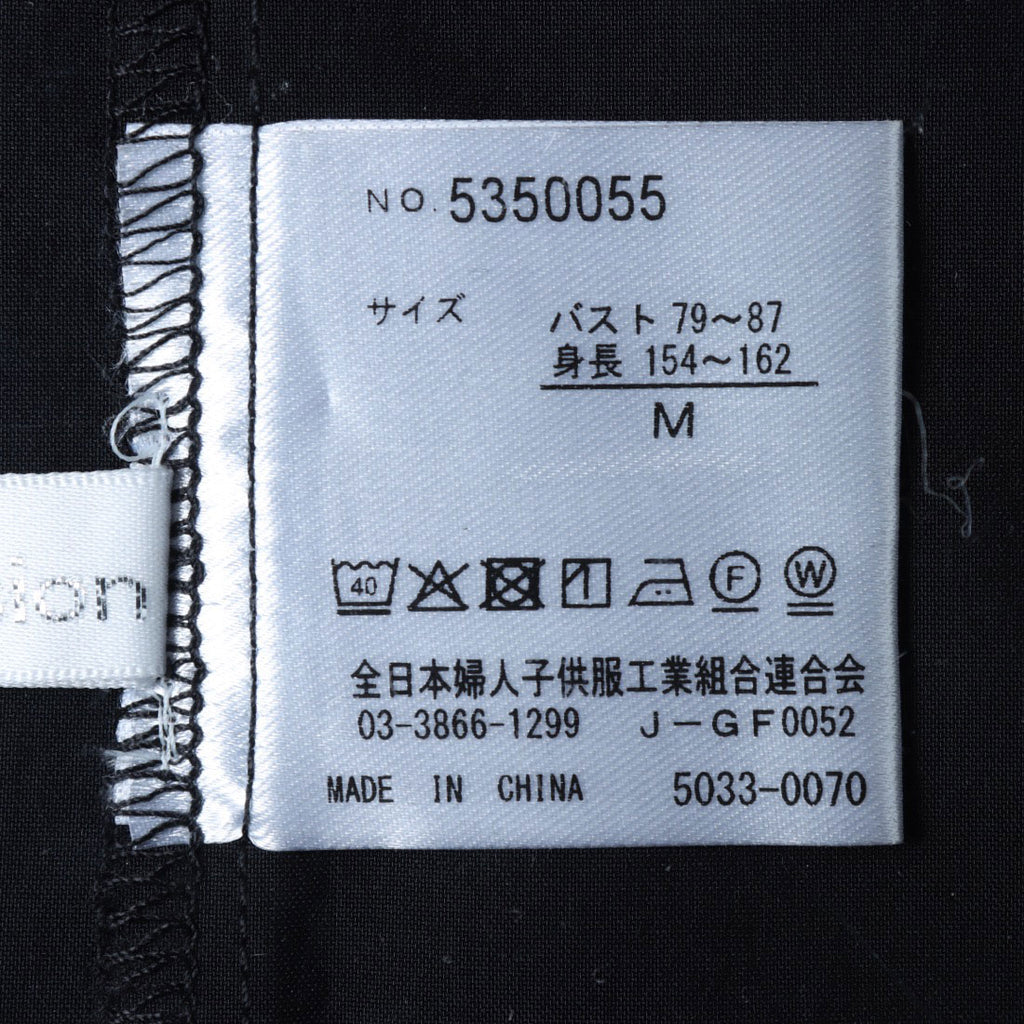 NO. 5350055
サイズ
バスト 79〜87
身長 154〜162
M
40
F
W
全日本婦人子供服工業組合連合会
03-3866-1299 J-GF0052
MADE IN CHINA 5033-0070